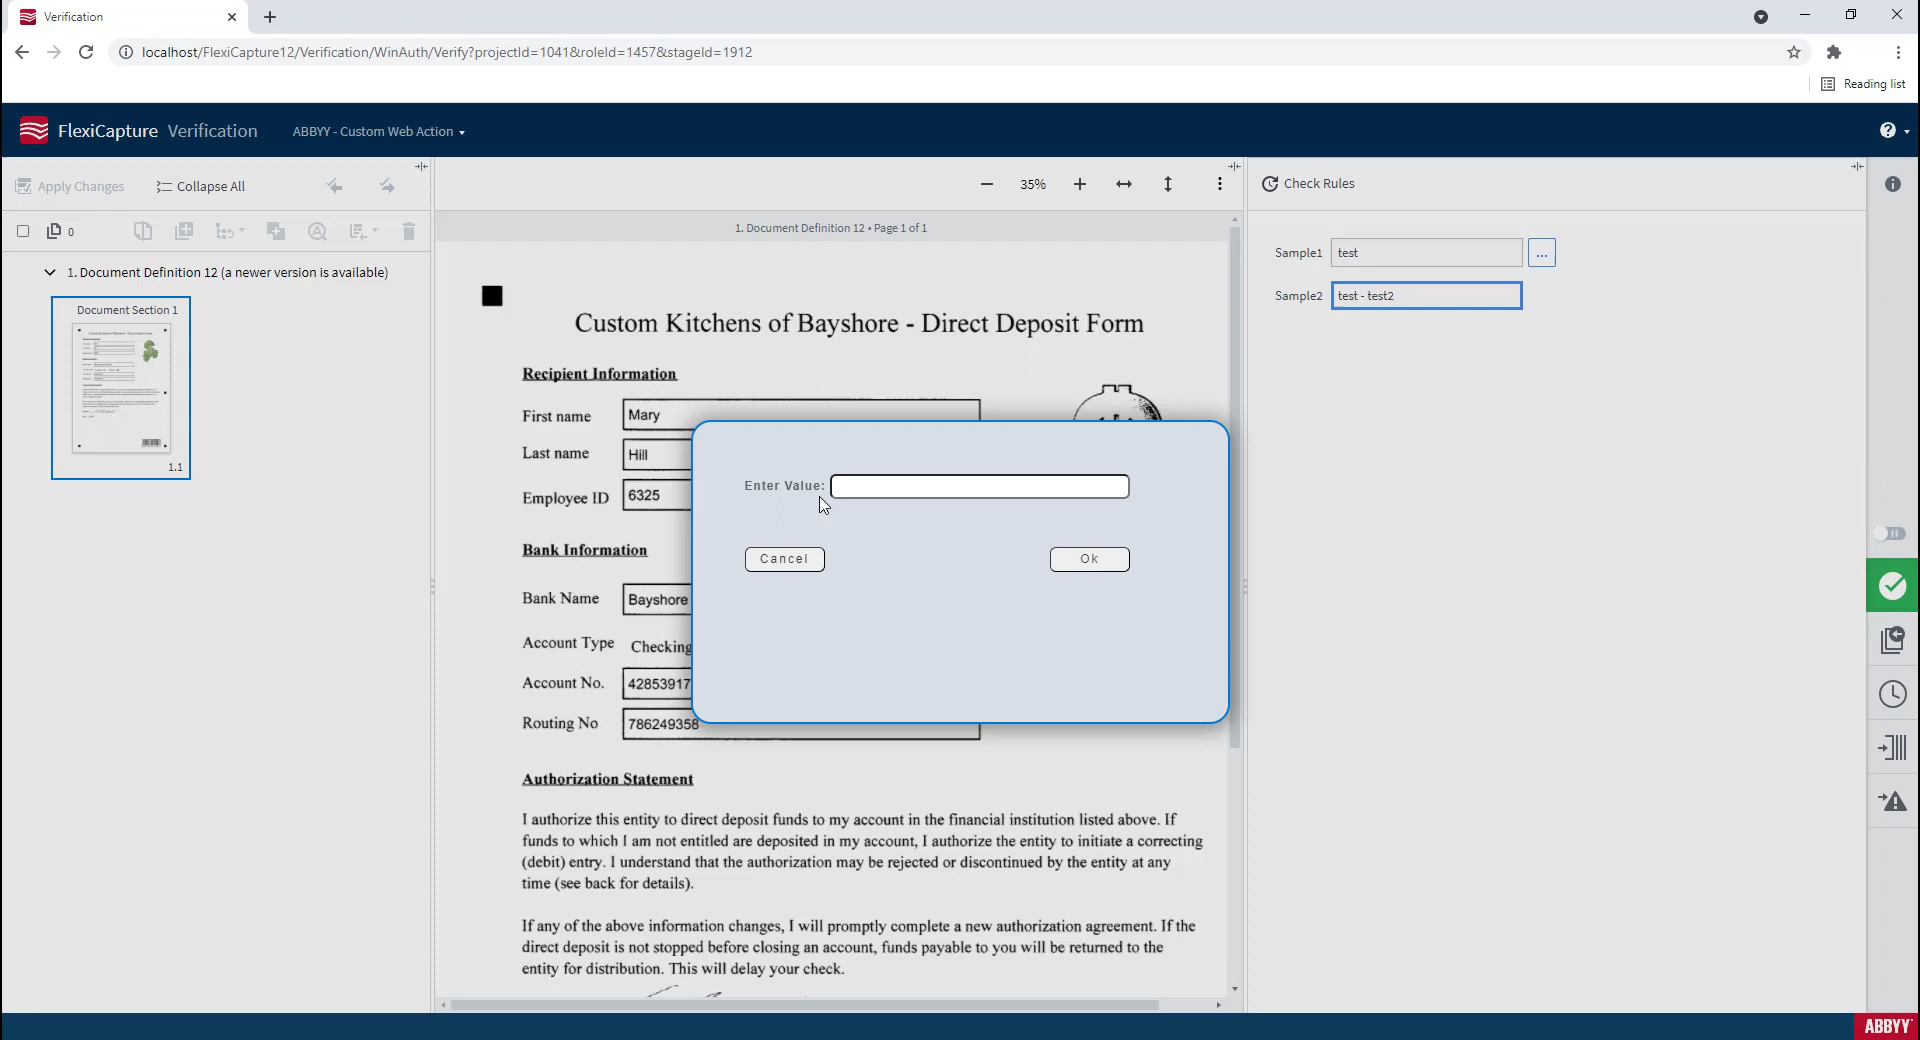 Verification
localhost/FlexiCapture12/Verification/WinAuth/Verify?projectId=1041&roleId=1457&stageId=1912
Reading list
FlexiCapture Verification
ABBYY - Custom Web Action
Apply Changes
Collapse All
35%
Check Rules
0
1. Document Definition 12 • Page 1 of 1
1. Document Definition 12 (a newer version is available)
Document Section 1
1.1
Sample1 test ...
Sample2 test - test2
Custom Kitchens of Bayshore - Direct Deposit Form
Recipient Information
First name Mary
Last name Hill
Employee ID 6325
Enter Value:
Cancel Ok
Bank Information
Bank Name Bayshore
Account Type Checking
Account No. 42853917
Routing No 786249358
Authorization Statement
I authorize this entity to direct deposit funds to my account in the financial institution listed above. If
funds to which I am not entitled are deposited in my account, I authorize the entity to initiate a correcting
(debit) entry. I understand that the authorization may be rejected or discontinued by the entity at any
time (see back for details).
If any of the above information changes, I will promptly complete a new authorization agreement. If the
direct deposit is not stopped before closing an account, funds payable to you will be returned to the
entity for distribution. This will delay your check.
ABBYY